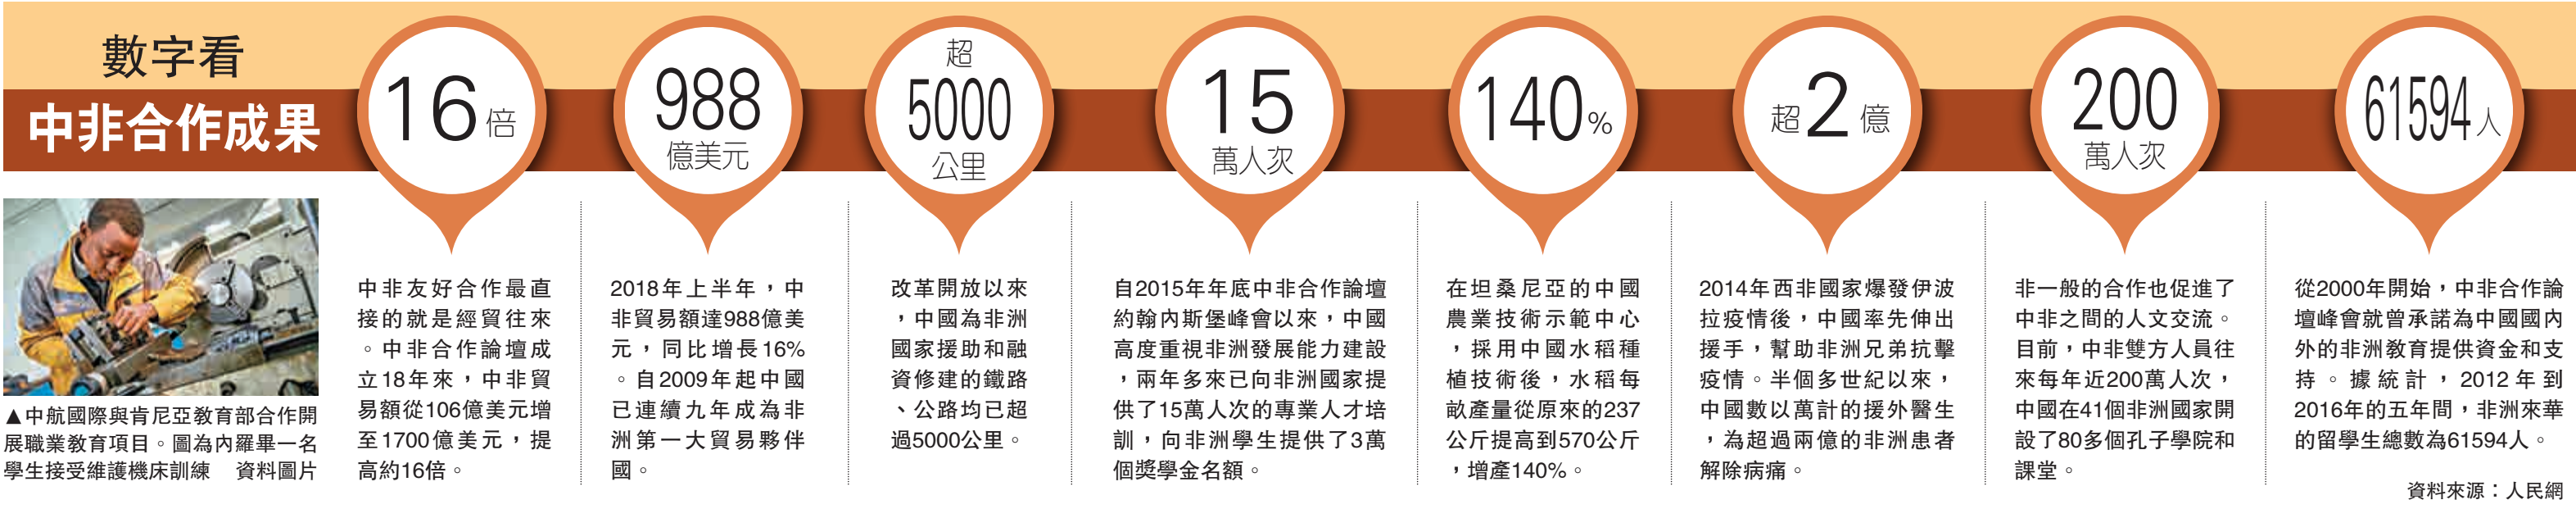 數字看
中非合作成果
▲中航國際與肯尼亞教育部合作開
展職業教育項目。圖為內羅畢一名
學生接受維護機床訓練　資料圖片
16倍
中非友好合作最直
接的就是經貿往來
。中非合作論壇成
立18年來，中非貿
易額從106億美元增
至1700億美元，提
高約16倍。
988
億美元
2018年上半年，中
非貿易額達988億美
元，同比增長16%
。自2009年起中國
已連續九年成為非
洲第一大貿易夥伴
國。
超
5000
公里
改革開放以來
，中國為非洲
國家援助和融
資修建的鐵路
、公路均已超
過5000公里。
15
萬人次
自2015年年底中非合作論壇
約翰內斯堡峰會以來，中國
高度重視非洲發展能力建設
，兩年多來已向非洲國家提
供了15萬人次的專業人才培
訓，向非洲學生提供了3萬
個獎學金名額。
140%
在坦桑尼亞的中國
農業技術示範中心
，採用中國水稻種
植技術後，水稻每
畝產量從原來的237
公斤提高到570公斤
，增產140%。
超2億
2014年西非國家爆發伊波
拉疫情後，中國率先伸出
援手，幫助非洲兄弟抗擊
疫情。半個多世紀以來，
中國數以萬計的援外醫生
，為超過兩億的非洲患者
解除病痛。
200
萬人次
非一般的合作也促進了
中非之間的人文交流。
目前，中非雙方人員往
來每年近200萬人次，
中國在41個非洲國家開
設了80多個孔子學院和
課堂。
61594人
從2000年開始，中非合作論
壇峰會就曾承諾為中國國內
外的非洲教育提供資金和支
持。據統計，2012年到
2016年的五年間，非洲來華
的留學生總數為61594人。
資料來源：人民網